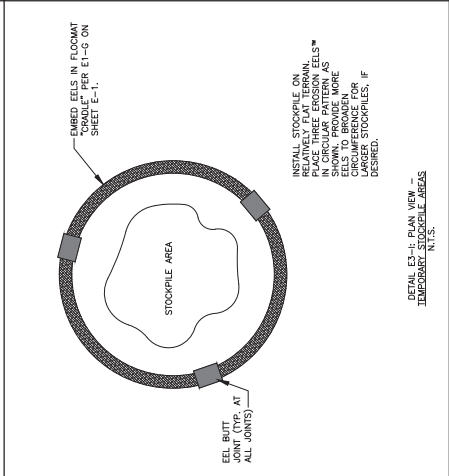 EMBED EELS IN FLOCMAT
"CRADLE" PER E1-G ON
SHEET E-1.
STOCKPILE AREA
EEL BUTT
JOINT (TYP. AT
ALL JOINTS)
INSTALL STOCKPILE ON
RELATIVELY FLAT TERRAIN.
PLACE THREE EROSION EELS™
IN CIRCULAR PATTERN AS
SHOWN. PROVIDE MORE
EELS TO BROADEN
CIRCUMFERENCE FOR
LARGER STOCKPILES, IF
DESIRED.
DETAIL E3-I: PLAN VIEW -
TEMPORARY STOCKPILE AREAS
N.T.S.